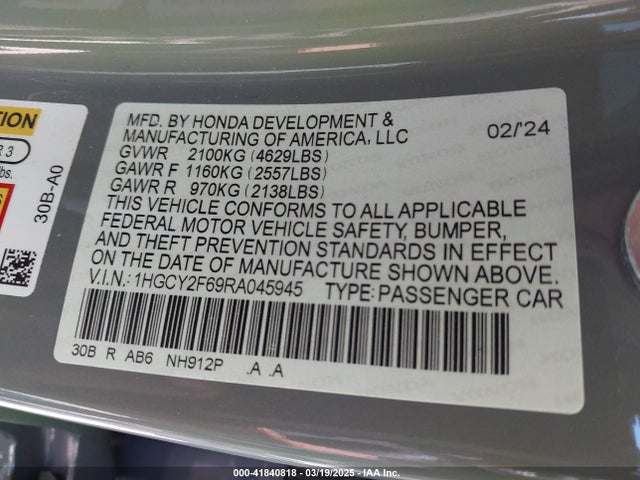 TION
R 3
lbs.
30B-A0
MFD. BY HONDA DEVELOPMENT &
MANUFACTURING OF AMERICA, LLC
02/'24
GVWR 2100KG (4629LBS)
GAWR F 1160KG (2557LBS)
GAWR R 970KG (2138LBS)
THIS VEHICLE CONFORMS TO ALL APPLICABLE
FEDERAL MOTOR VEHICLE SAFETY, BUMPER,
AND THEFT PREVENTION STANDARDS IN EFFECT
ON THE DATE OF MANUFACTURE SHOWN ABOVE.
V.I.N.: 1HGCY2F69RA045945 TYPE: PASSENGER CAR
30B R AB6 NH912P .A .A
000-41840818 - 03/19/2025 - IAA Inc.